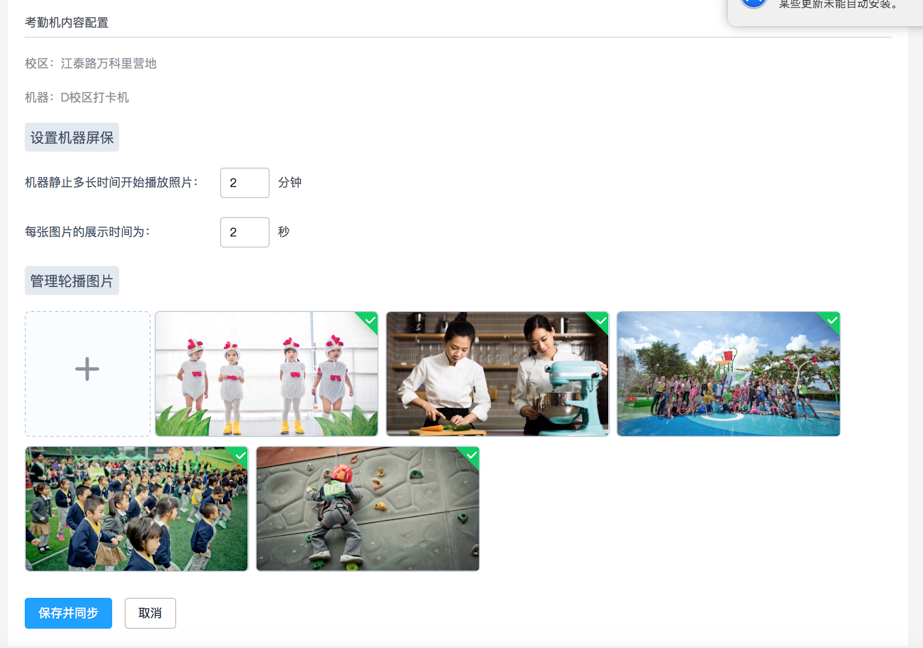 某些更新未能自动安装。
考勤机内容配置
校区：江泰路万科里营地
机器：D校区打卡机
设置机器屏保
机器静止多长时间开始播放照片： 2 分钟
每张图片的展示时间为： 2 秒
管理轮播图片
保存并同步 取消